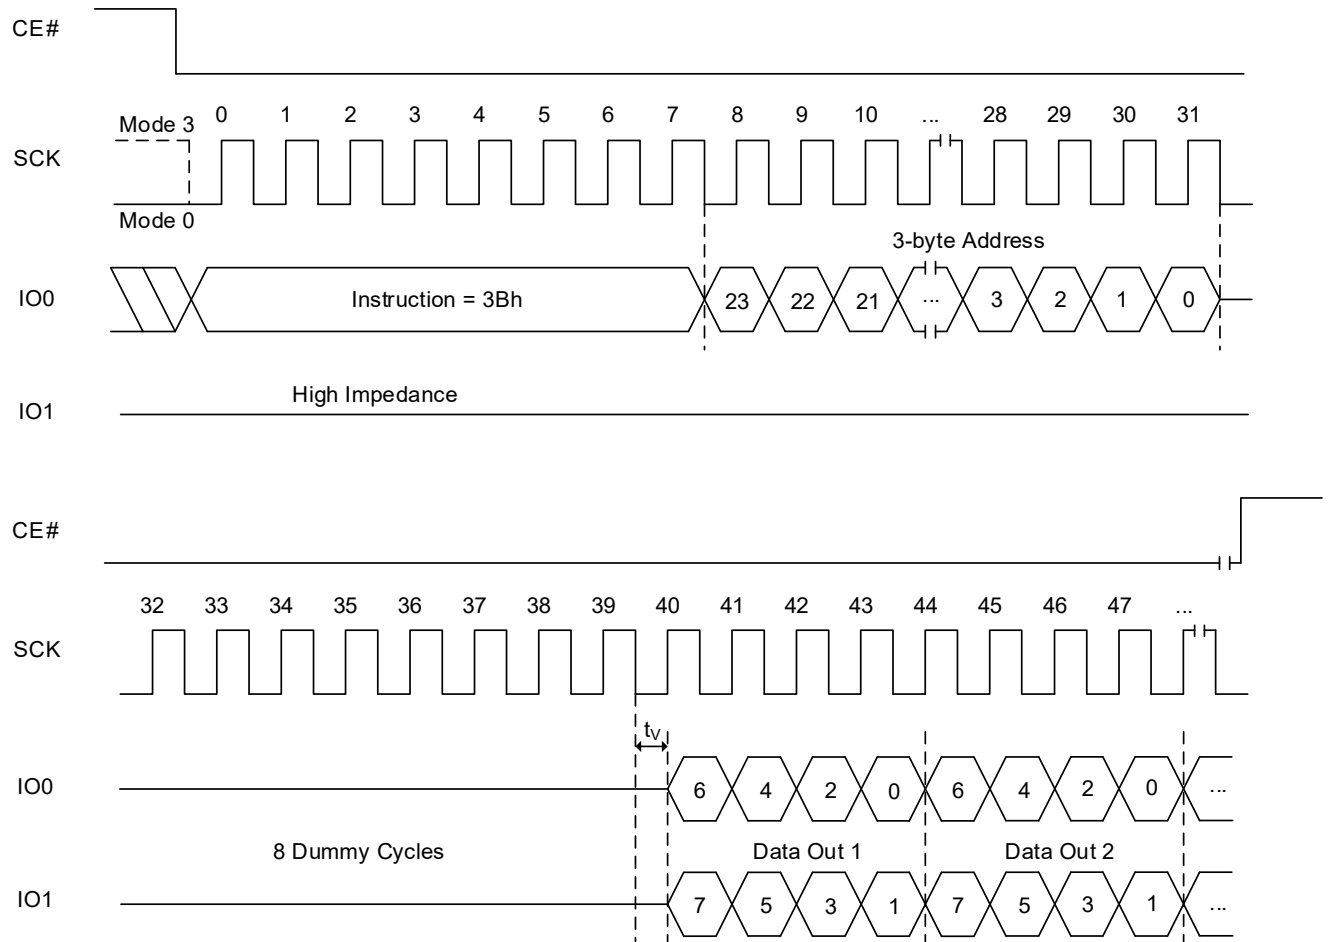 CE#
0 1 2 3 4 5 6 7 8 9 10 ... 28 29 30 31
Mode 3
SCK
Mode 0
3-byte Address
IO0 Instruction = 3Bh 23 22 21 ... 3 2 1 0
High Impedance
IO1
CE#
32 33 34 35 36 37 38 39 40 41 42 43 44 45 46 47 ...
SCK
tV
IO0 6 4 2 0 6 4 2 0 ...
8 Dummy Cycles Data Out 1 Data Out 2
IO1 7 5 3 1 7 5 3 1 ...